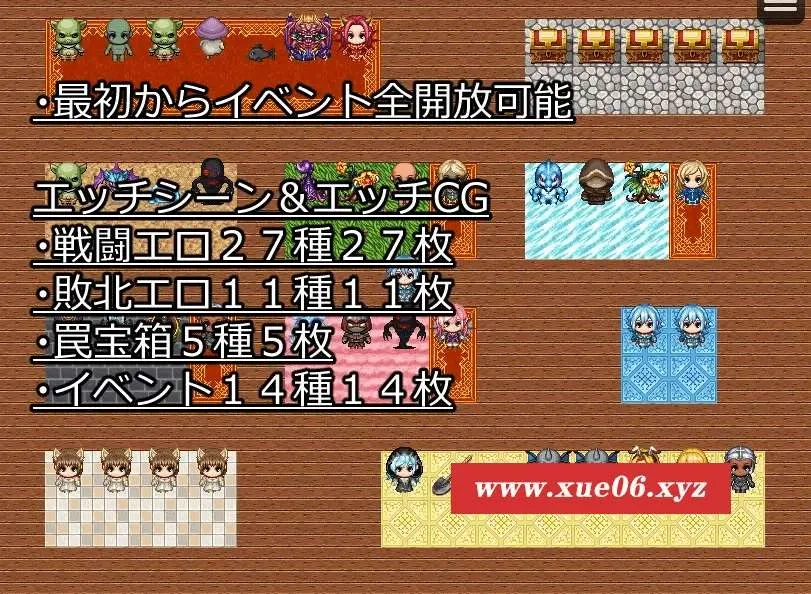 ・最初からイベント全開放可能
エッチシーン＆エッチCG
・戦闘エロ２７種２７枚
・敗北エロ１１種１１枚
・罠宝箱５種５枚
・イベント１４種１４枚
www.xue06.xyz